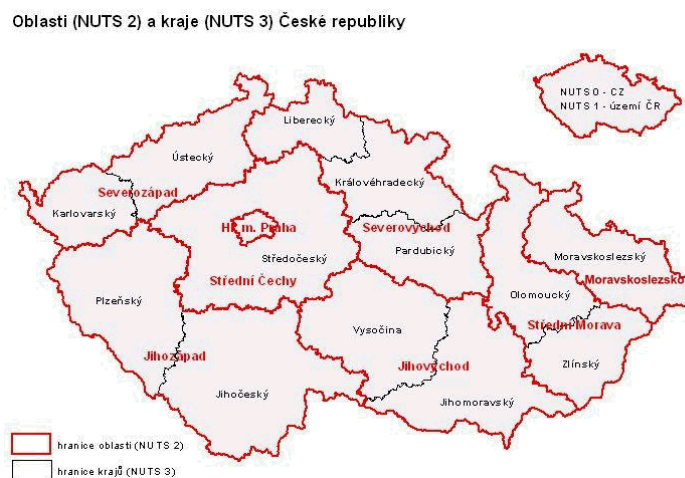 Oblasti (NUTS 2) a kraje (NUTS 3) České republiky
NUTS 0 - CZ
NUTS 1 - území ČR
Liberecký
Ústecký
Královéhradecký
Severozápad
Karlovarský
Hl. m. Praha
Severovýchod
Pardubický
Středočeský
Moravskoslezský
Střední Čechy
Moravskoslezsko
Plzeňský
Olomoucký
Vysočina
Střední Morava
Jihozápad
Jihovýchod
Zlínský
Jihočeský
Jihomoravský
hranice oblasti (NUTS 2)
hranice krajů (NUTS 3)